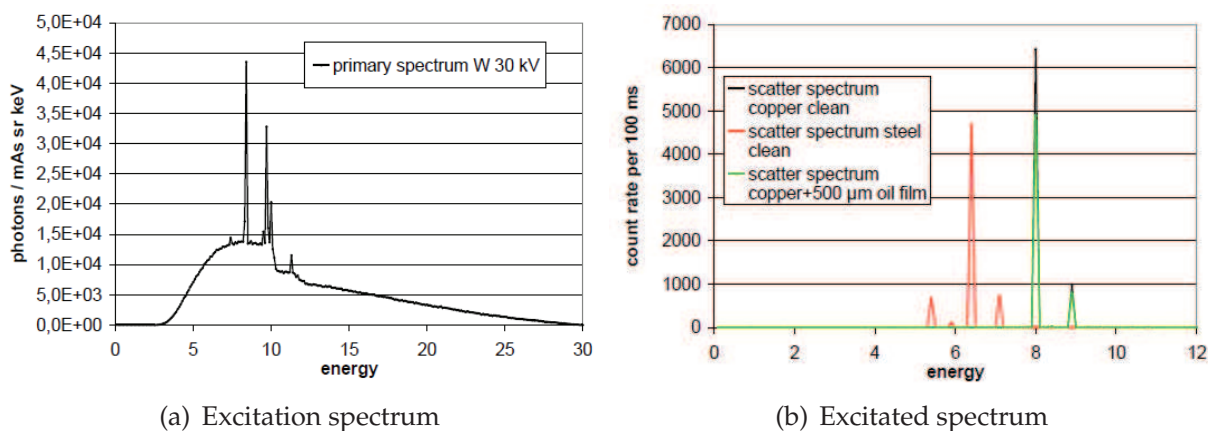 5,0E+04
4,5E+04
4,0E+04
3,5E+04
3,0E+04
2,5E+04
2,0E+04
1,5E+04
1,0E+04
5,0E+03
0,0E+00
photons / mAs sr keV
primary spectrum W 30 kV
0 5 10 15 20 25 30
energy
(a) Excitation spectrum
7000
6000
5000
4000
3000
2000
1000
0
count rate per 100 ms
scatter spectrum
copper clean
scatter spectrum steel
clean
scatter spectrum
copper+500 µm oil film
0 2 4 6 8 10 12
energy
(b) Excitated spectrum